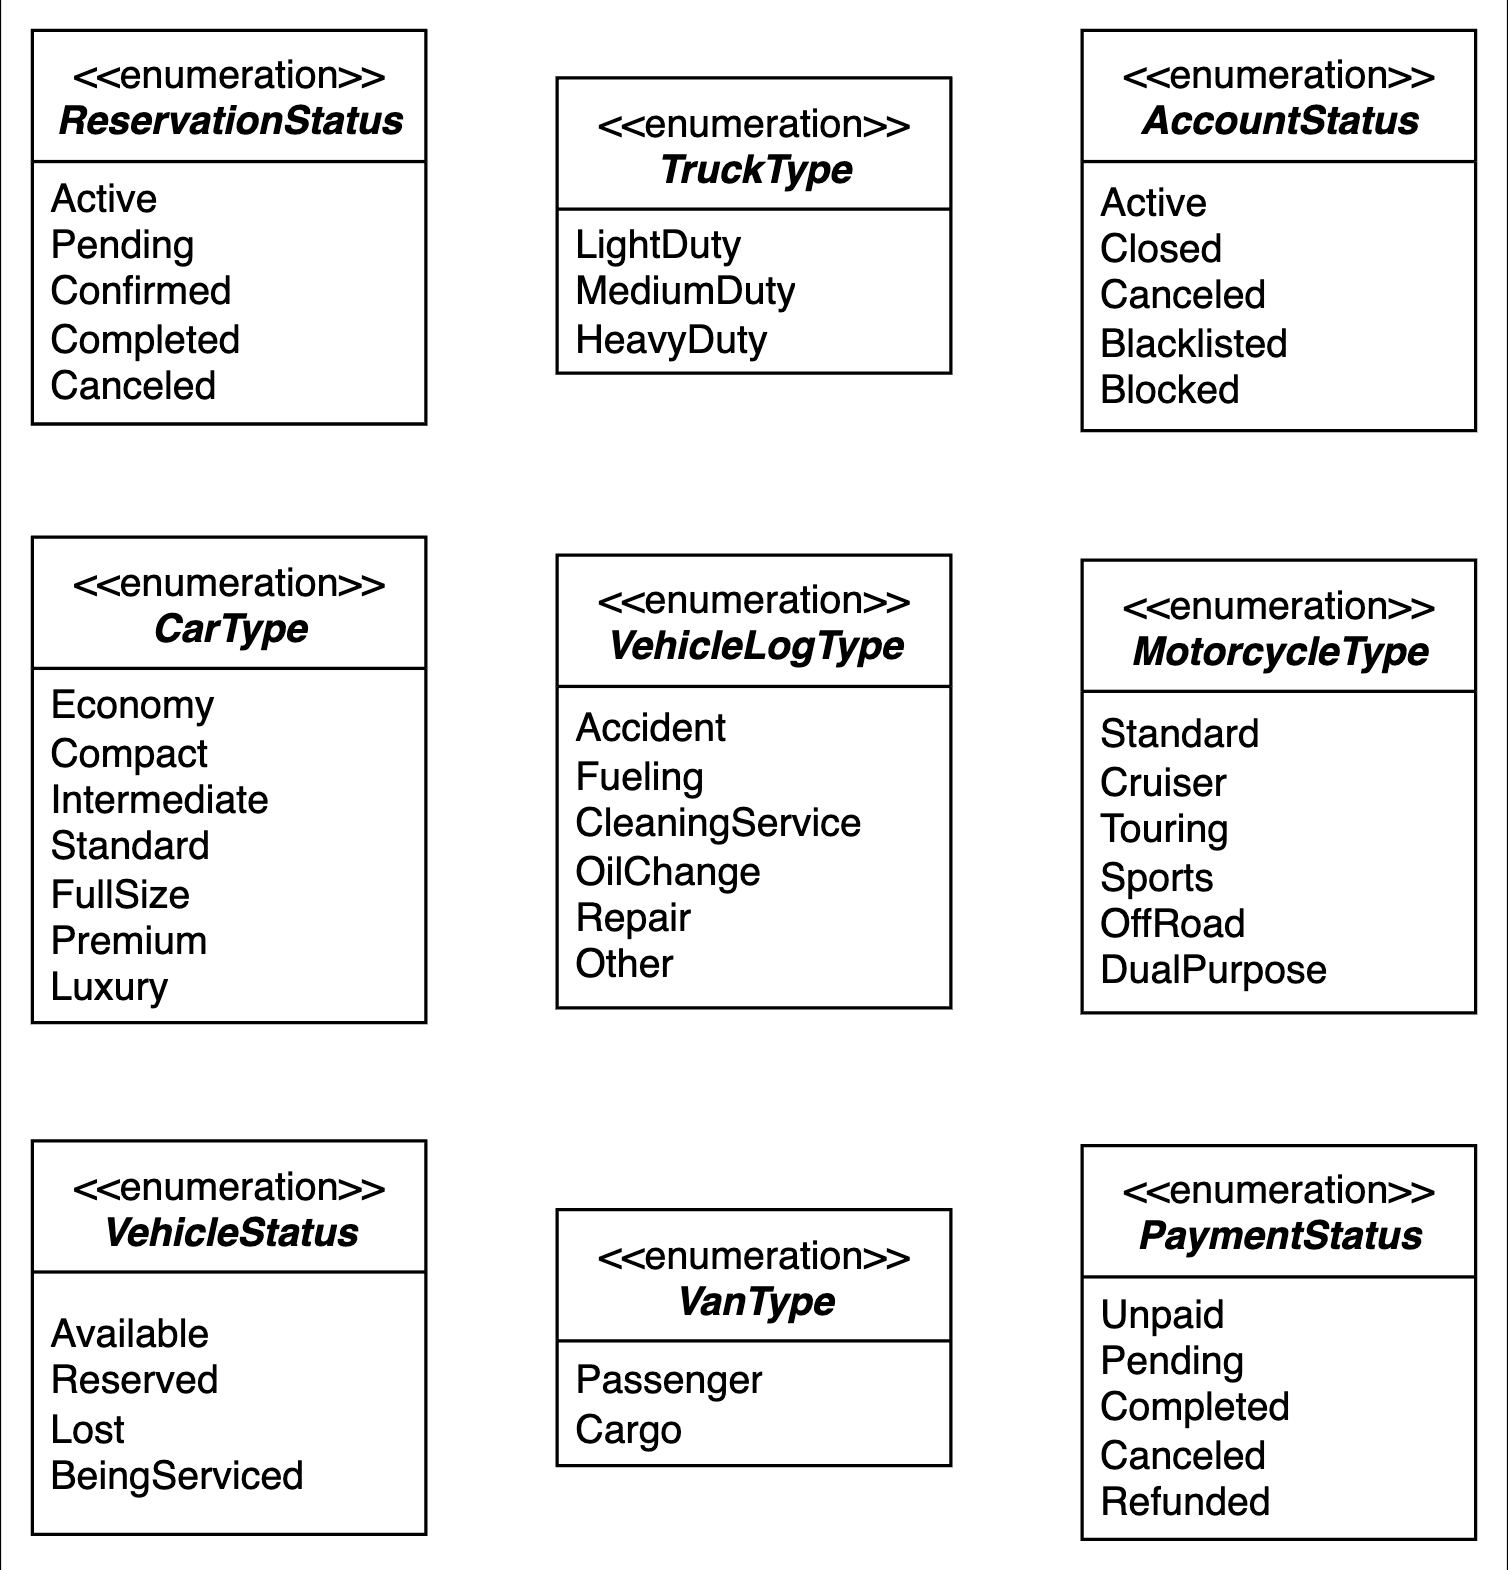 <<enumeration>>
ReservationStatus
Active
Pending
Confirmed
Completed
Canceled
<<enumeration>>
TruckType
LightDuty
MediumDuty
HeavyDuty
<<enumeration>>
AccountStatus
Active
Closed
Canceled
Blacklisted
Blocked
<<enumeration>>
CarType
Economy
Compact
Intermediate
Standard
FullSize
Premium
Luxury
<<enumeration>>
VehicleLogType
Accident
Fueling
CleaningService
OilChange
Repair
Other
<<enumeration>>
MotorcycleType
Standard
Cruiser
Touring
Sports
OffRoad
DualPurpose
<<enumeration>>
VehicleStatus
Available
Reserved
Lost
BeingServiced
<<enumeration>>
VanType
Passenger
Cargo
<<enumeration>>
PaymentStatus
Unpaid
Pending
Completed
Canceled
Refunded